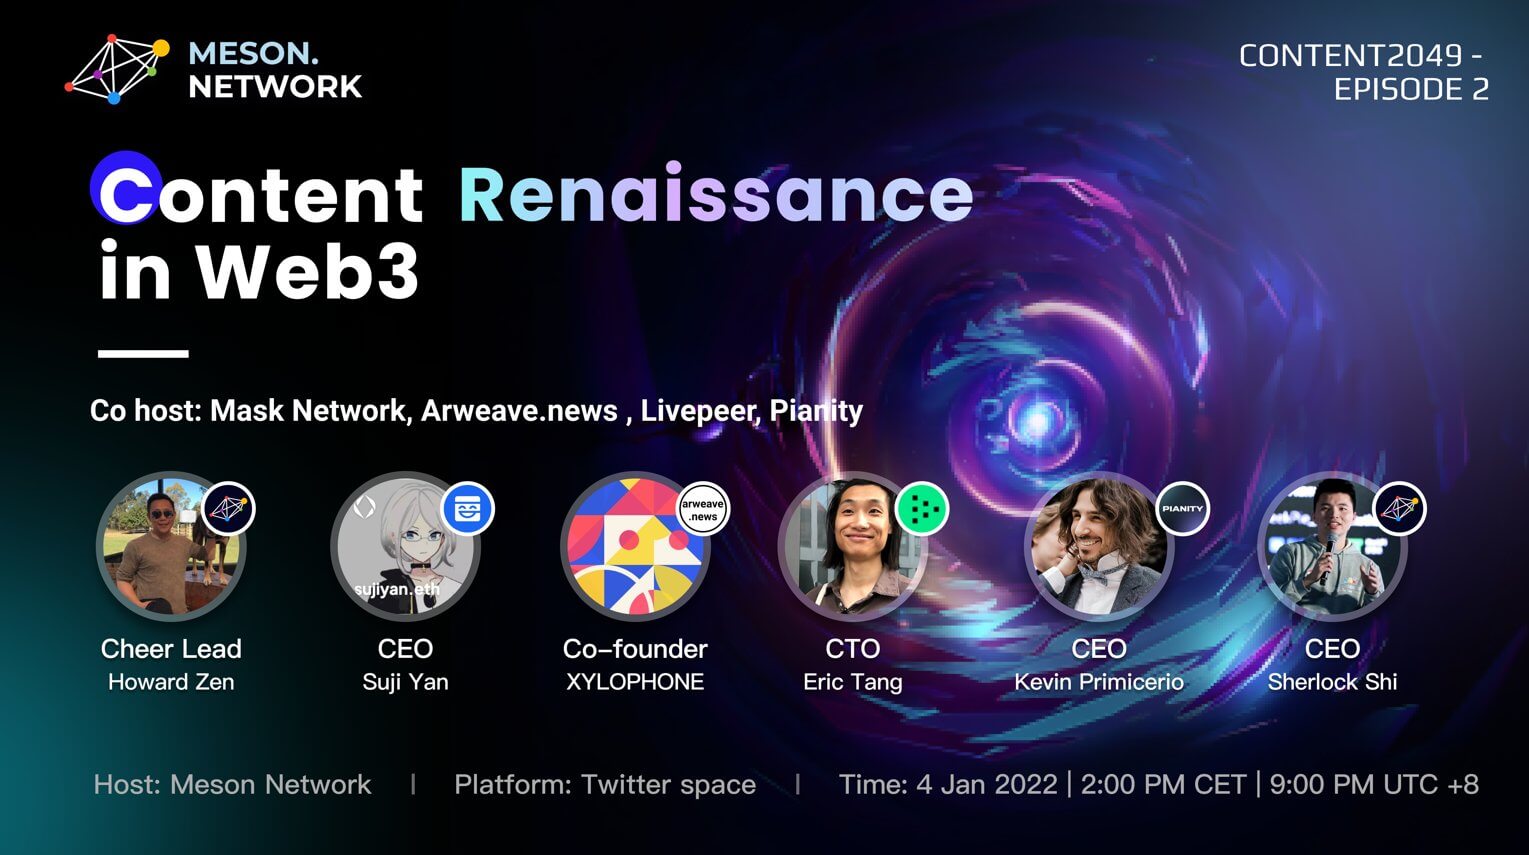 MESON.
NETWORK
CONTENT2049 -
EPISODE 2
Content Renaissance
in Web3
Co host: Mask Network, Arweave.news , Livepeer, Pianity
sujiyan.eth
arweave
.news
PIANITY
Cheer Lead
Howard Zen
CEO
Suji Yan
Co-founder
XYLOPHONE
CTO
Eric Tang
CEO
Kevin Primicerio
CEO
Sherlock Shi
Host: Meson Network | Platform: Twitter space | Time: 4 Jan 2022 | 2:00 PM CET | 9:00 PM UTC +8